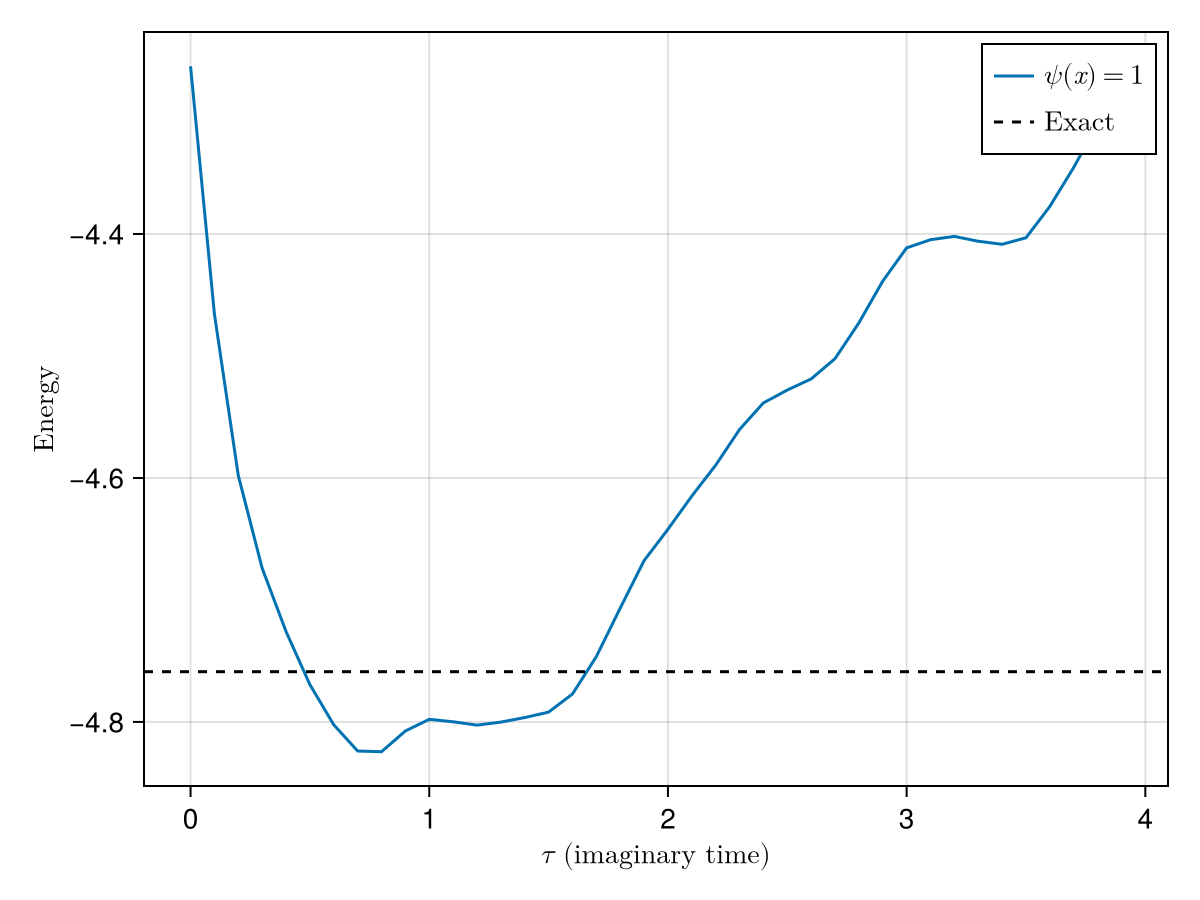 ψ(x) = 1
Exact
−4.4
−4.6
−4.8
Energy
0 1 2 3 4
τ (imaginary time)